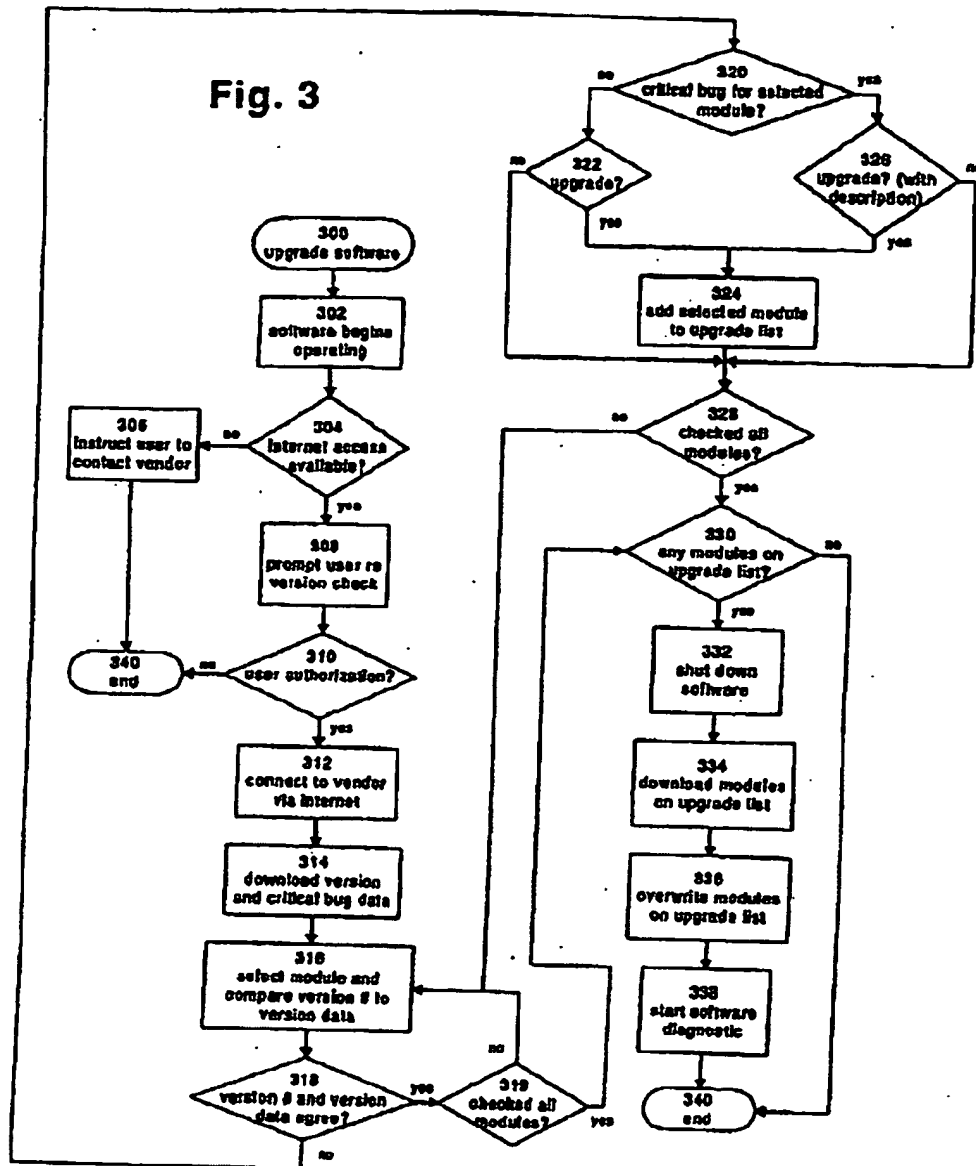 Fig. 3
300
upgrade software
302
software begins
operating
304
internet access
available?
no
yes
306
instruct user to
contact vendor
308
prompt user re
version check
310
user authorization?
no
yes
340
end
312
connect to vendor
via internet
314
download version
and critical bug data
316
select module and
compare version # to
version data
318
version # and version
data agree?
yes
no
319
checked all
modules?
no
yes
320
critical bug for selected
module?
no
yes
322
upgrade?
no
yes
326
upgrade? (with
description)
no
yes
324
add selected module
to upgrade list
328
checked all
modules?
no
yes
330
any modules on
upgrade list?
no
yes
332
shut down
software
334
download modules
on upgrade list
336
overwrite modules
on upgrade list
338
start software
diagnostic
340
end